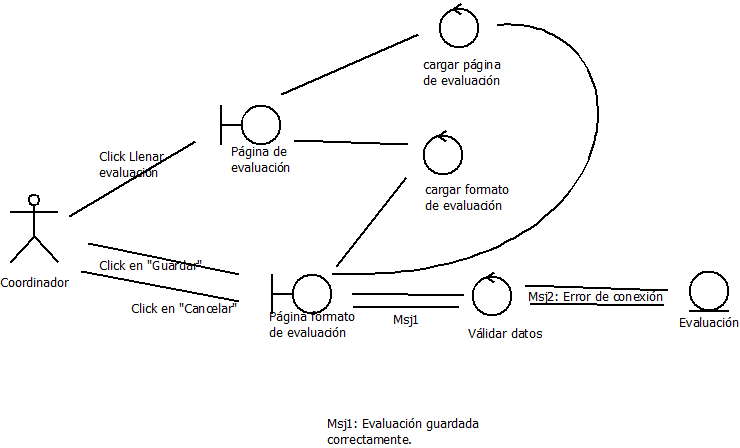 cargar página
de evaluación
Click Llenar
evaluación
Página de
evaluación
cargar formato
de evaluación
Coordinador
Click en "Guardar"
Click en "Cancelar"
Página formato
de evaluación
Msj1
Válidar datos
Msj2: Error de conexión
Evaluación
Msj1: Evaluación guardada
correctamente.